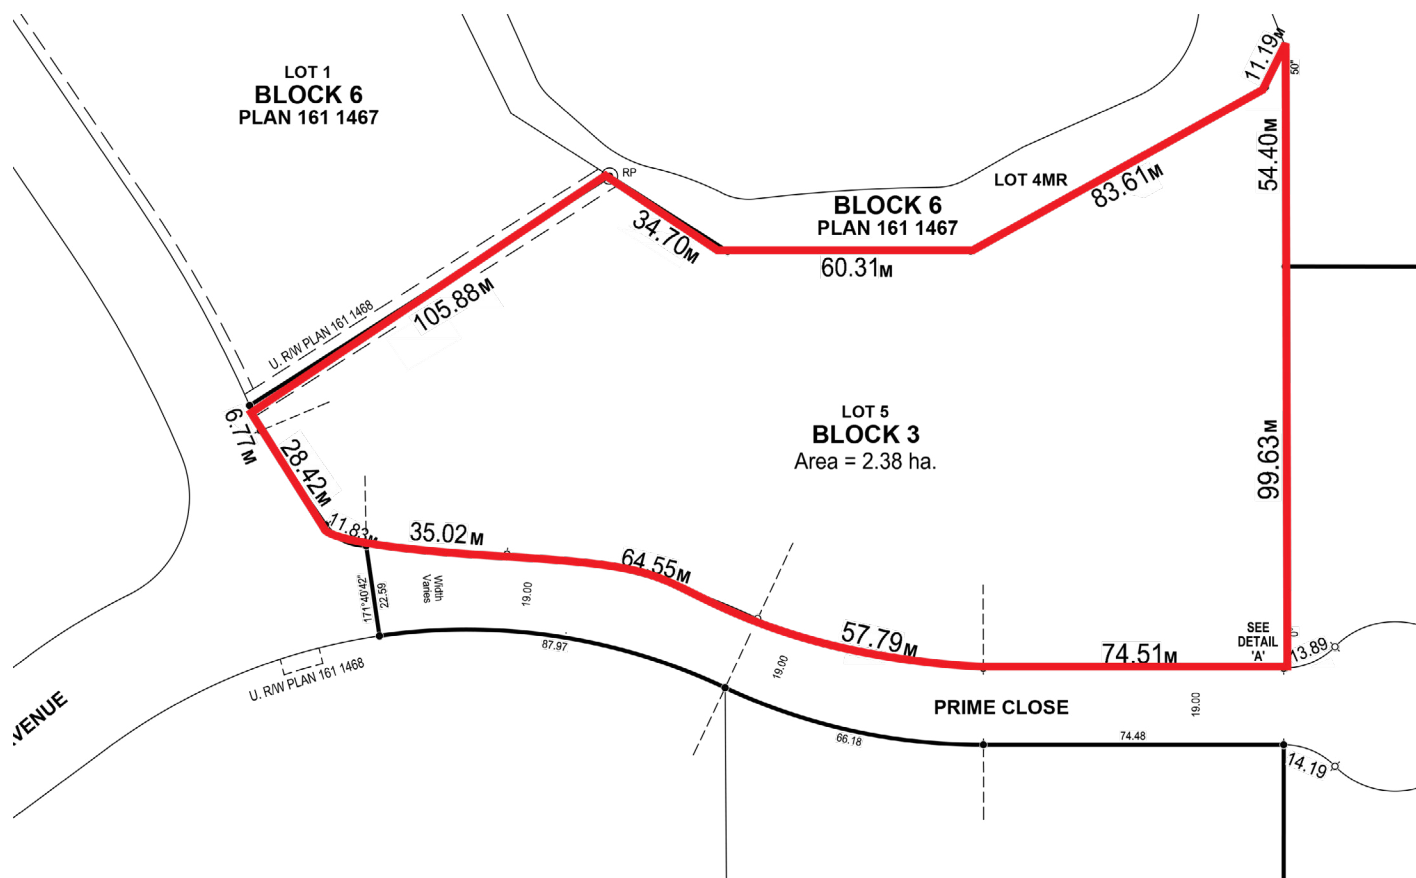 LOT 1
BLOCK 6
PLAN 161 1467
RP
11.19M
50"
LOT 4MR
83.61M
54.40M
BLOCK 6
PLAN 161 1467
34.70M
60.31M
105.88M
U. R/W PLAN 161 1468
6.77M
28.42M
LOT 5
BLOCK 3
Area = 2.38 ha.
99.63M
11.83M
35.02M
64.55M
171°40'42"
22.59
Width
Varies
19.00
57.79M
74.51M
SEE
DETAIL
'A'
13.89
87.97
19.00
U. R/W PLAN 161 1468
VENUE
PRIME CLOSE
19.00
66.18
74.48
14.19